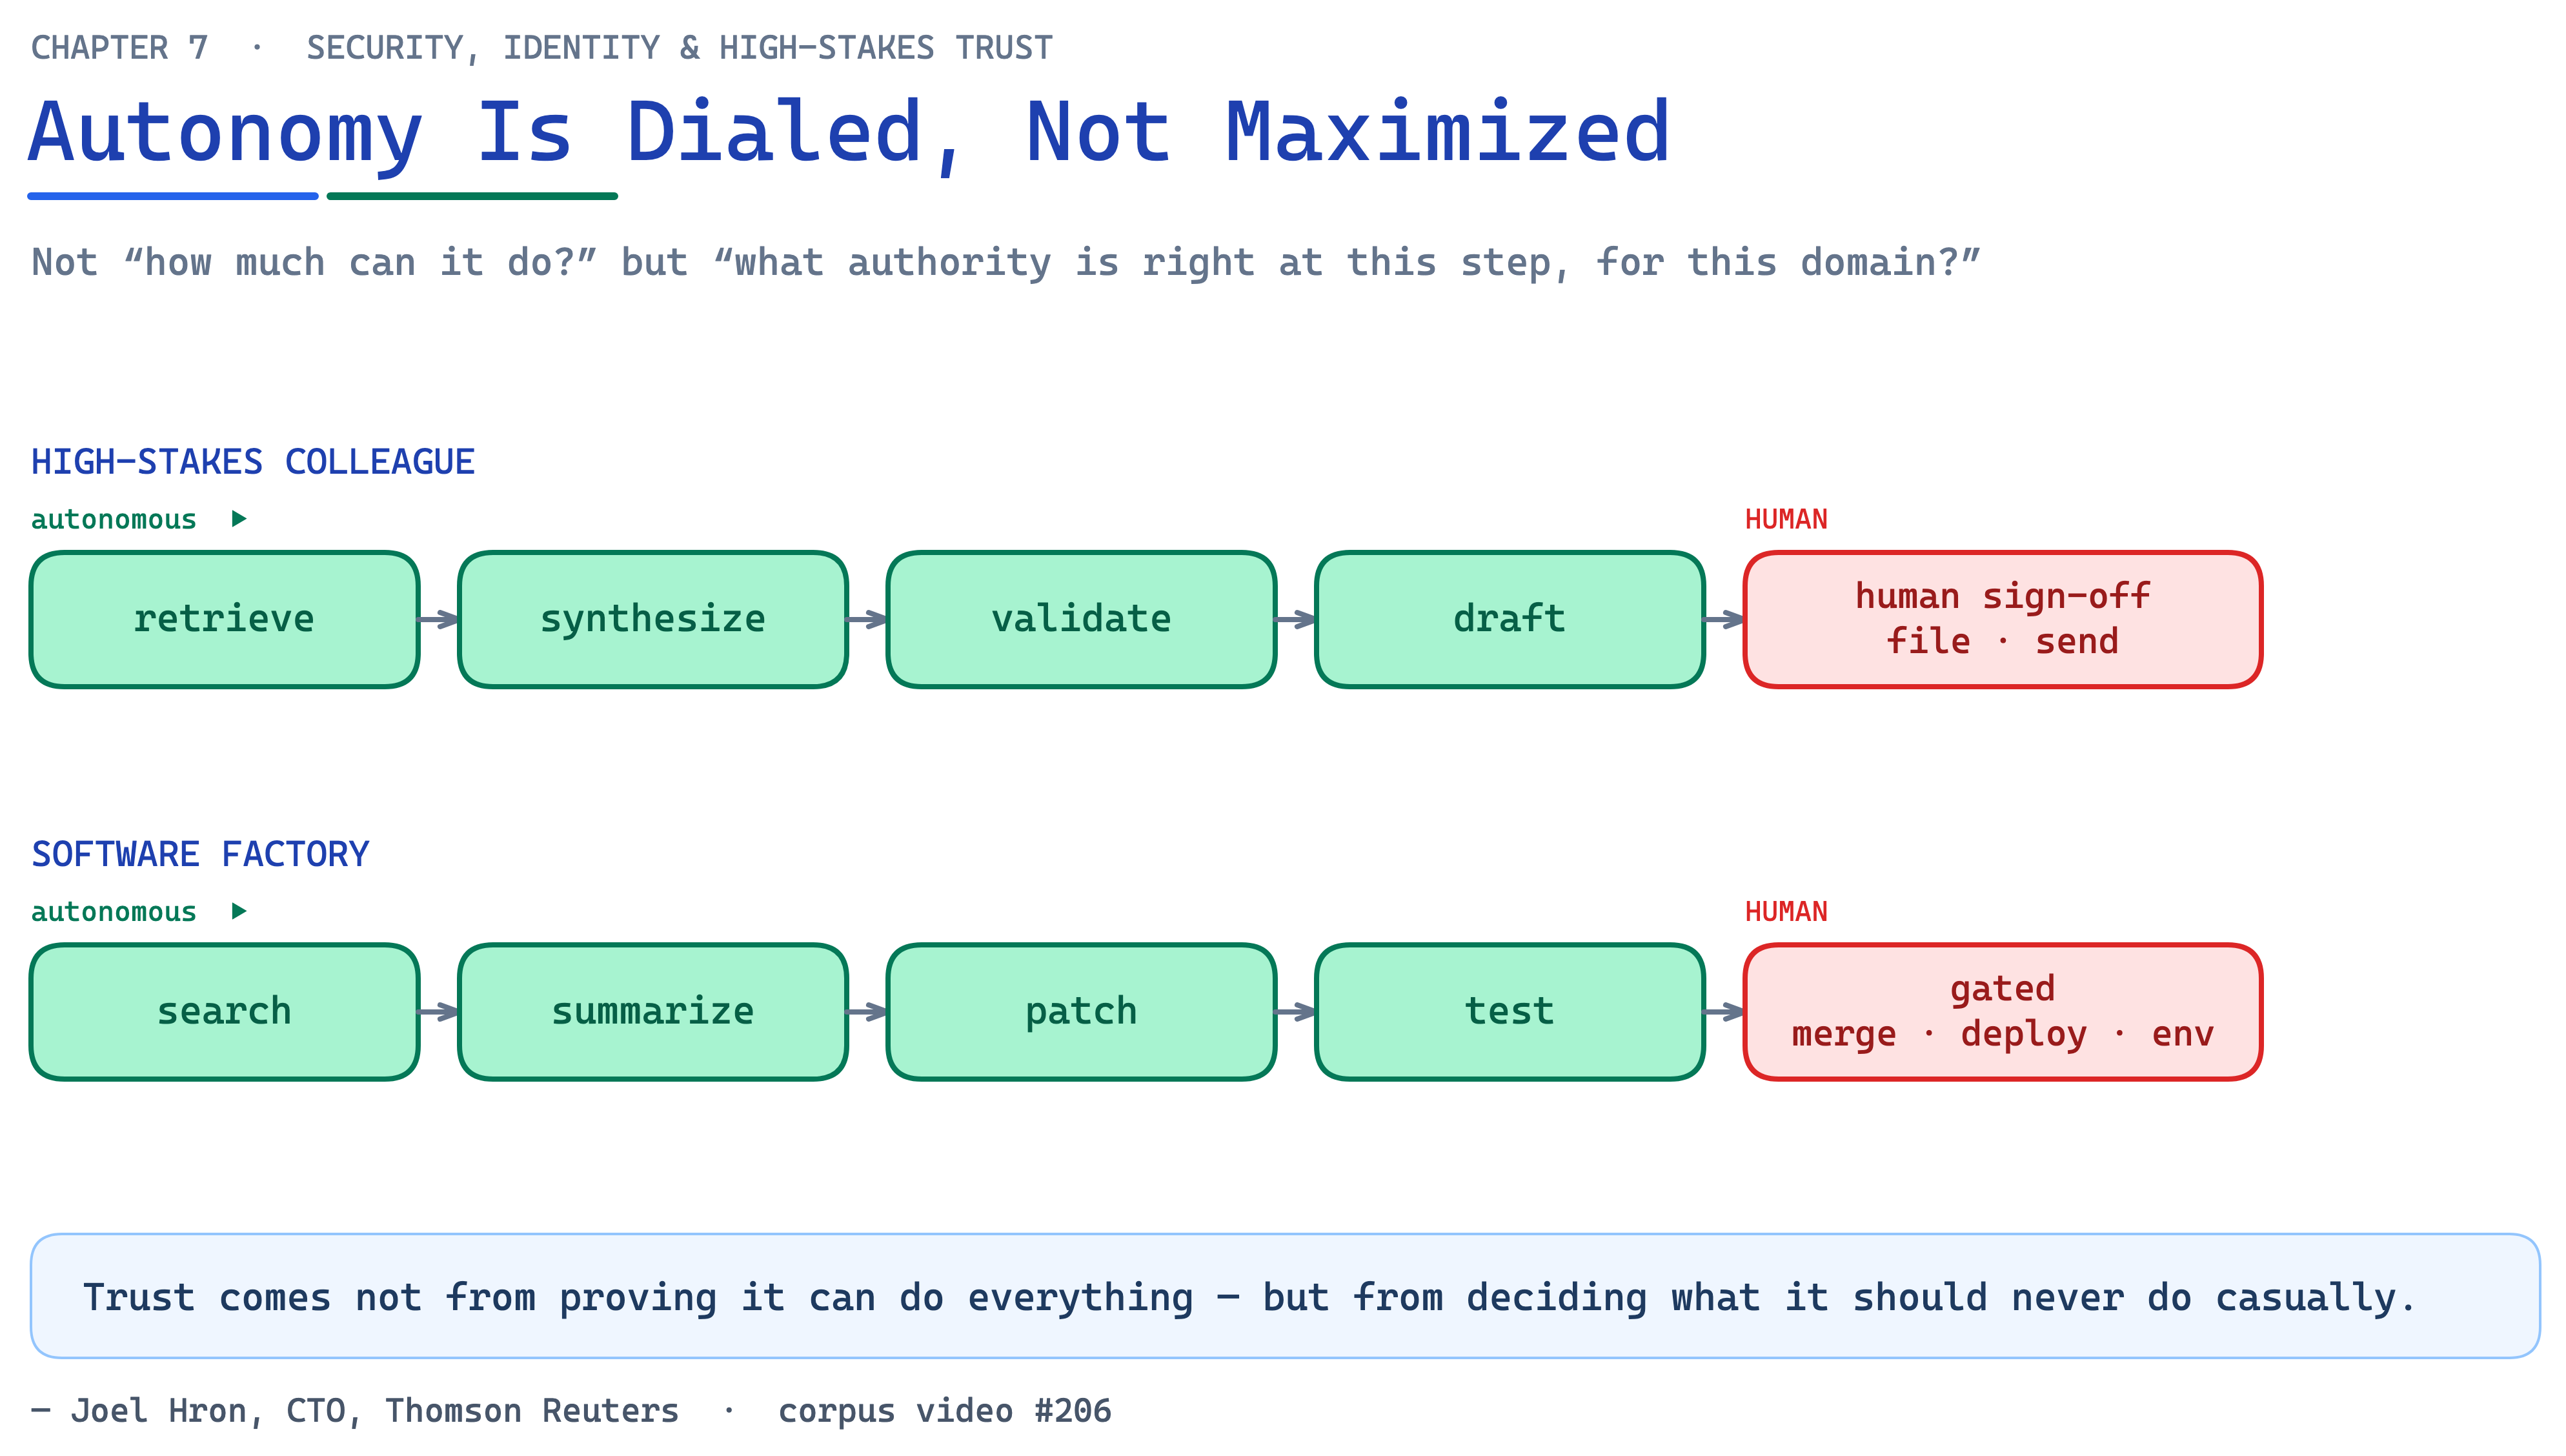 CHAPTER 7 · SECURITY, IDENTITY & HIGH-STAKES TRUST
Autonomy Is Dialed, Not Maximized
Not “how much can it do?” but “what authority is right at this step, for this domain?”
HIGH-STAKES COLLEAGUE
autonomous ▶
HUMAN
retrieve
synthesize
validate
draft
human sign-off
file · send
SOFTWARE FACTORY
autonomous ▶
HUMAN
search
summarize
patch
test
gated
merge · deploy · env
Trust comes not from proving it can do everything — but from deciding what it should never do casually.
— Joel Hron, CTO, Thomson Reuters · corpus video #206